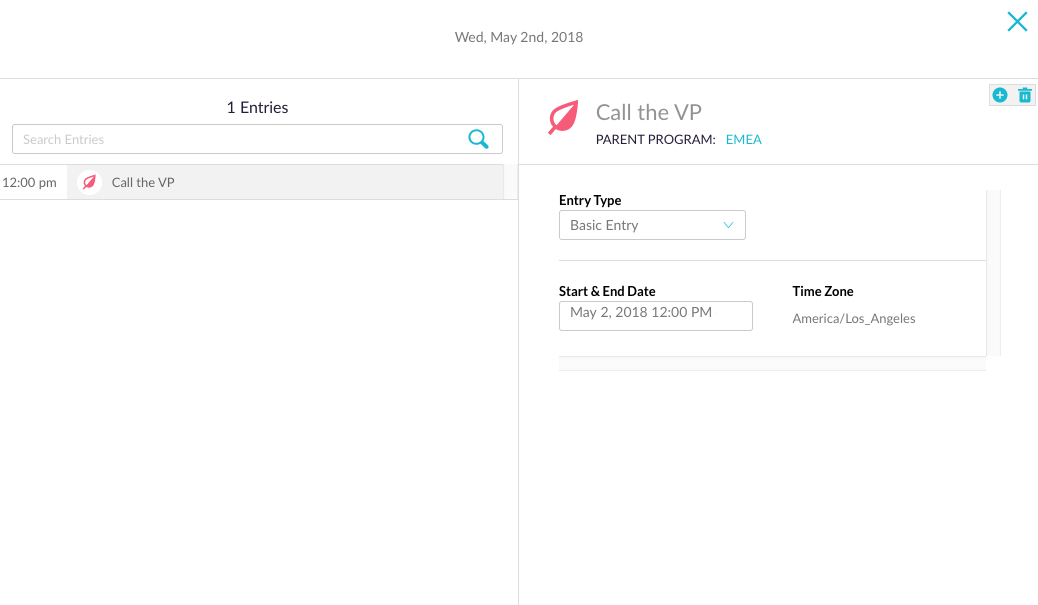 Wed, May 2nd, 2018
1 Entries
Search Entries
12:00 pm Call the VP
Call the VP
PARENT PROGRAM: EMEA
Entry Type
Basic Entry
Start & End Date Time Zone
May 2, 2018 12:00 PM America/Los_Angeles